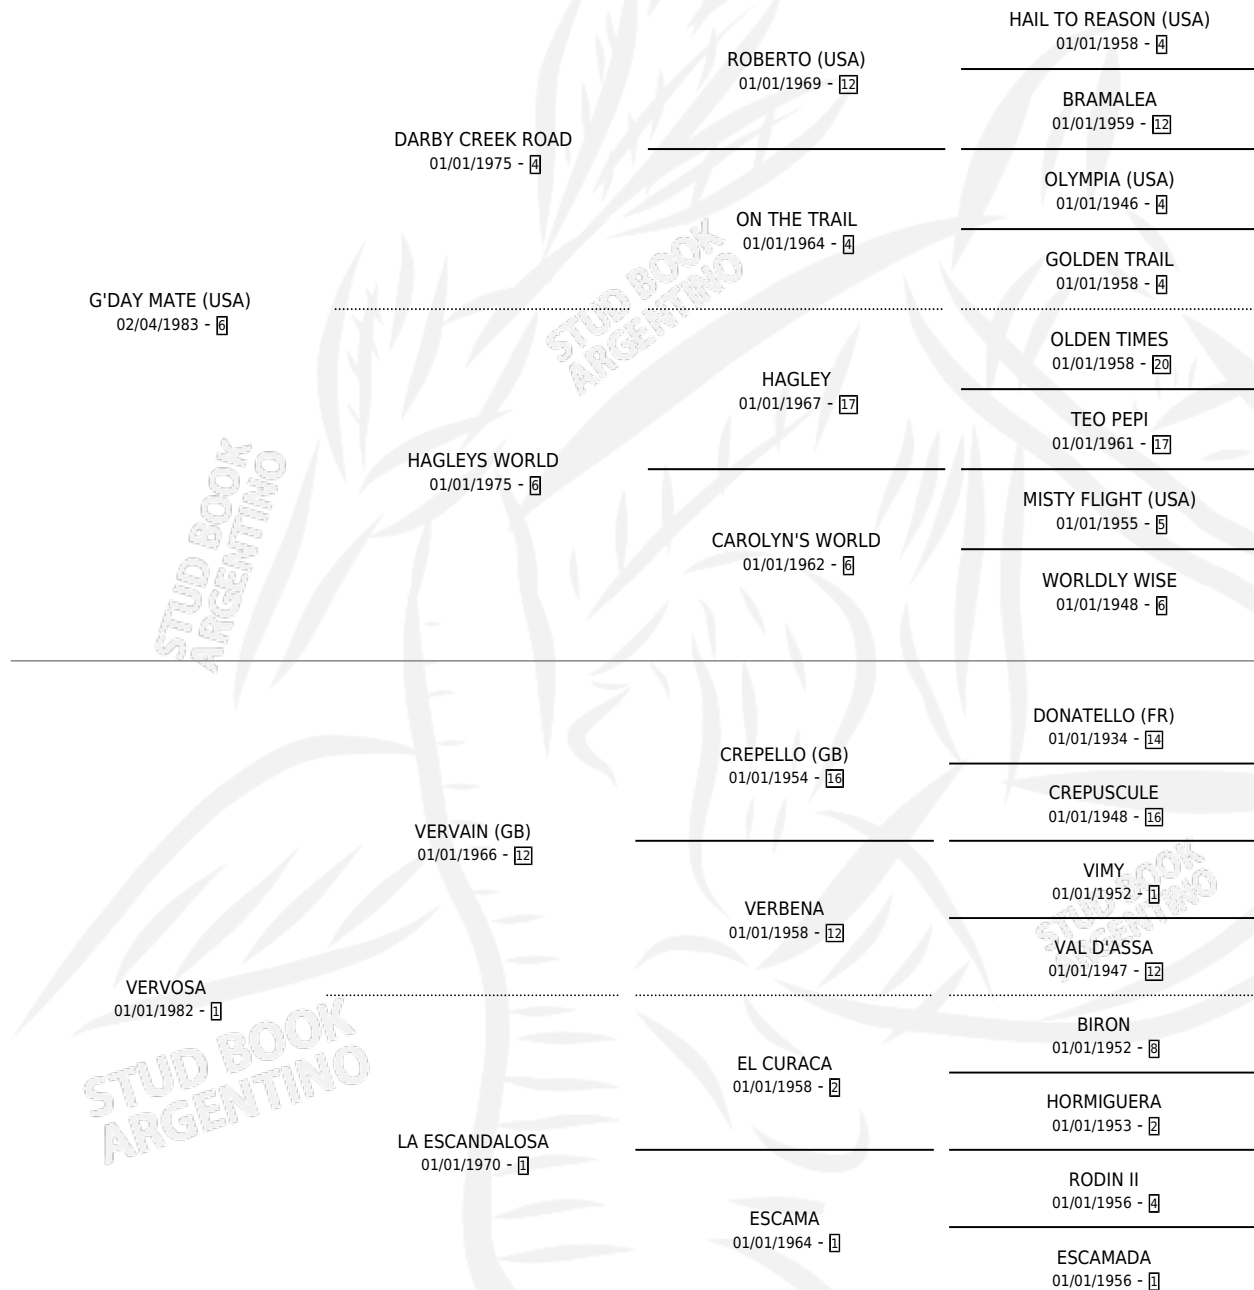 HAIL TO REASON (USA)
01/01/1958 - 4
ROBERTO (USA)
01/01/1969 - 12
BRAMALEA
01/01/1959 - 12
DARBY CREEK ROAD
01/01/1975 - 4
OLYMPIA (USA)
01/01/1946 - 4
ON THE TRAIL
01/01/1964 - 4
GOLDEN TRAIL
01/01/1958 - 4
G'DAY MATE (USA)
02/04/1983 - 6
STUD BOOK
ARGENTINO
OLDEN TIMES
01/01/1958 - 20
HAGLEY
01/01/1967 - 17
TEO PEPI
01/01/1961 - 17
HAGLEYS WORLD
01/01/1975 - 6
MISTY FLIGHT (USA)
01/01/1955 - 5
CAROLYN'S WORLD
01/01/1962 - 6
WORLDLY WISE
01/01/1948 - 6
STUD BOOK
ARGENTINO
DONATELLO (FR)
01/01/1934 - 14
CREPELLO (GB)
01/01/1954 - 16
CREPUSCULE
01/01/1948 - 16
VERVAIN (GB)
01/01/1966 - 12
VIMY
01/01/1952 - 1
VERBENA
01/01/1958 - 12
VAL D'ASSA
01/01/1947 - 12
STUD BOOK
ARGENTINO
VERVOSA
01/01/1982 - 1
BIRON
01/01/1952 - 8
EL CURACA
01/01/1958 - 2
HORMIGUERA
01/01/1953 - 2
LA ESCANDALOSA
01/01/1970 - 1
RODIN II
01/01/1956 - 4
ESCAMA
01/01/1964 - 1
ESCAMADA
01/01/1956 - 1
STUD BOOK
ARGENTINO